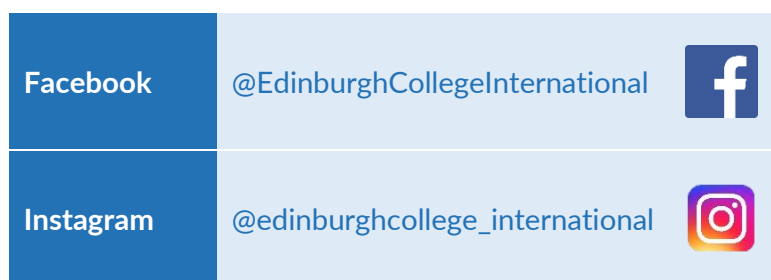 Facebook @EdinburghCollegeInternational
Instagram @edinburghcollege_international